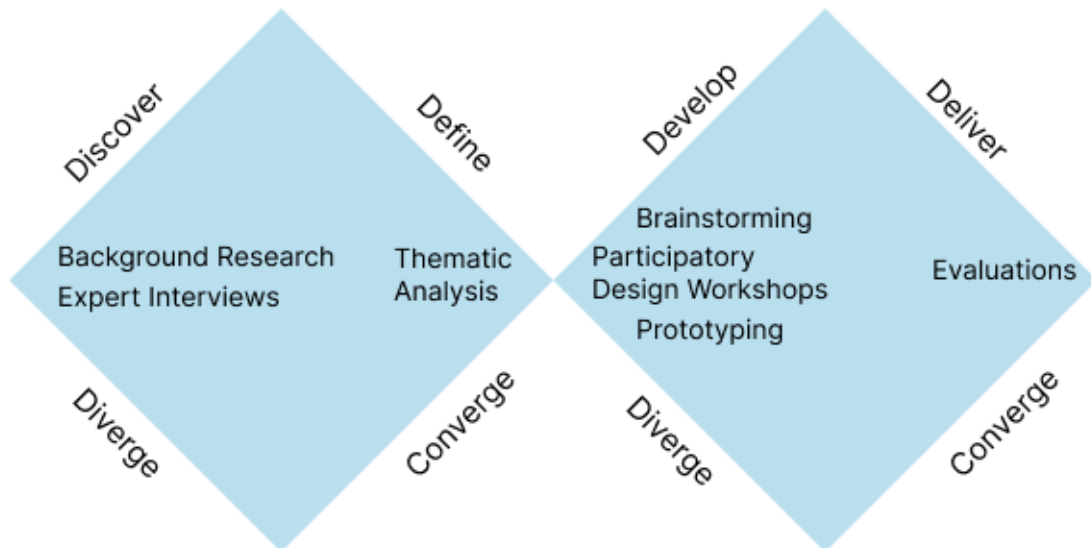 Discover
Define
Develop
Deliver
Background Research
Expert Interviews
Thematic
Analysis
Brainstorming
Participatory
Design Workshops
Prototyping
Evaluations
Diverge
Converge
Diverge
Converge